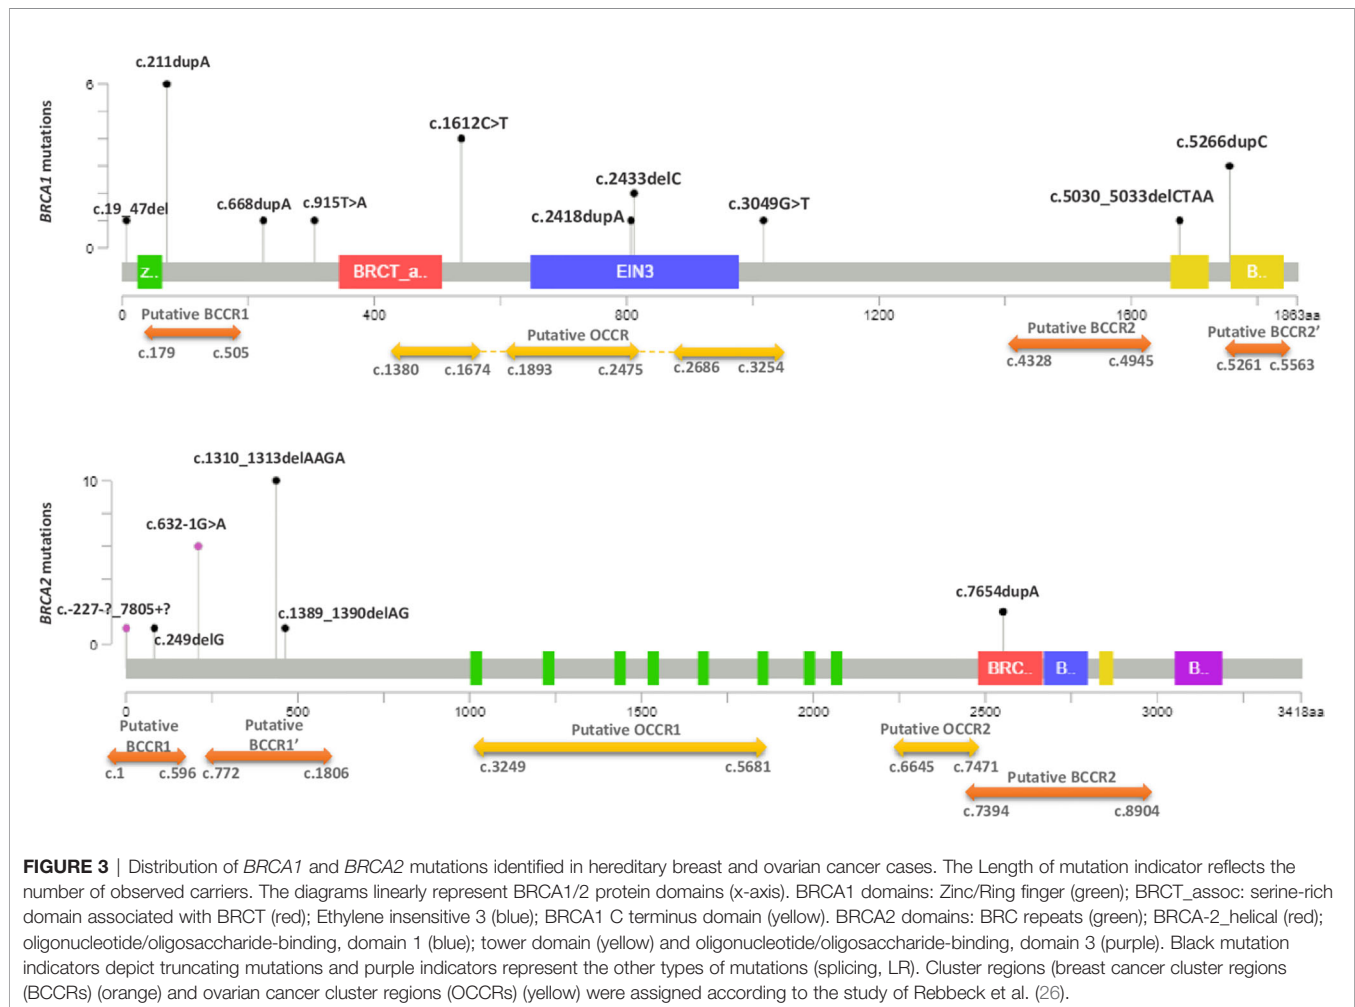 c.211dupA
6
BRCA1 mutations
c.1612C>T
c.5266dupC
c.2433delC
c.19_47del
c.668dupA
c.915T>A
c.2418dupA
c.3049G>T
c.5030_5033delCTAA
0
z..
BRCT_a..
EIN3
B..
0
400
800
1200
1600
1863aa
Putative BCCR1
c.179
c.505
Putative OCCR
c.1380
c.1674
c.1893
c.2475
c.2686
c.3254
Putative BCCR2
c.4328
c.4945
Putative BCCR2’
c.5261
c.5563
c.1310_1313delAAGA
10
BRCA2 mutations
c.632-1G>A
c.-227-?_7805+?
c.249delG
c.1389_1390delAG
c.7654dupA
0
BRC..
B..
B..
0
500
1000
1500
2000
2500
3000
3418aa
Putative
BCCR1
c.1
c.596
Putative
BCCR1’
c.772
c.1806
Putative OCCR1
c.3249
c.5681
Putative OCCR2
c.6645
c.7471
Putative BCCR2
c.7394
c.8904
FIGURE 3 | Distribution of BRCA1 and BRCA2 mutations identified in hereditary breast and ovarian cancer cases. The Length of mutation indicator reflects the
number of observed carriers. The diagrams linearly represent BRCA1/2 protein domains (x-axis). BRCA1 domains: Zinc/Ring finger (green); BRCT_assoc: serine-rich
domain associated with BRCT (red); Ethylene insensitive 3 (blue); BRCA1 C terminus domain (yellow). BRCA2 domains: BRC repeats (green); BRCA-2_helical (red);
oligonucleotide/oligosaccharide-binding, domain 1 (blue); tower domain (yellow) and oligonucleotide/oligosaccharide-binding, domain 3 (purple). Black mutation
indicators depict truncating mutations and purple indicators represent the other types of mutations (splicing, LR). Cluster regions (breast cancer cluster regions
(BCCRs) (orange) and ovarian cancer cluster regions (OCCRs) (yellow) were assigned according to the study of Rebbeck et al. (26).